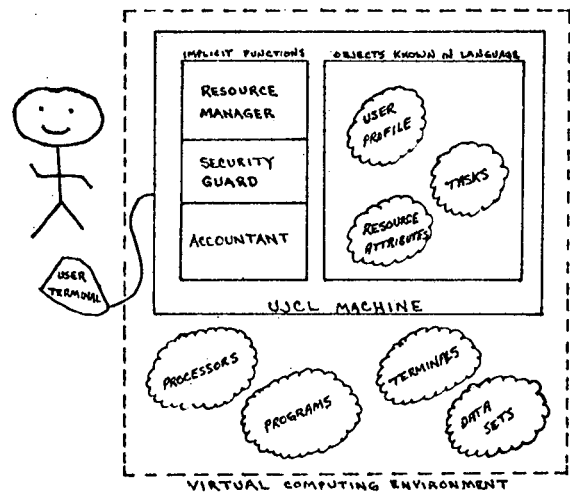 IMPLICIT FUNCTIONS
OBJECTS KNOWN IN LANGUAGE
RESOURCE
MANAGER
SECURITY
GUARD
ACCOUNTANT
USER
PROFILE
TASKS
RESOURCE
ATTRIBUTES
USER
TERMINAL
UJCL MACHINE
PROCESSORS
PROGRAMS
TERMINALS
DATA
SETS
VIRTUAL COMPUTING ENVIRONMENT